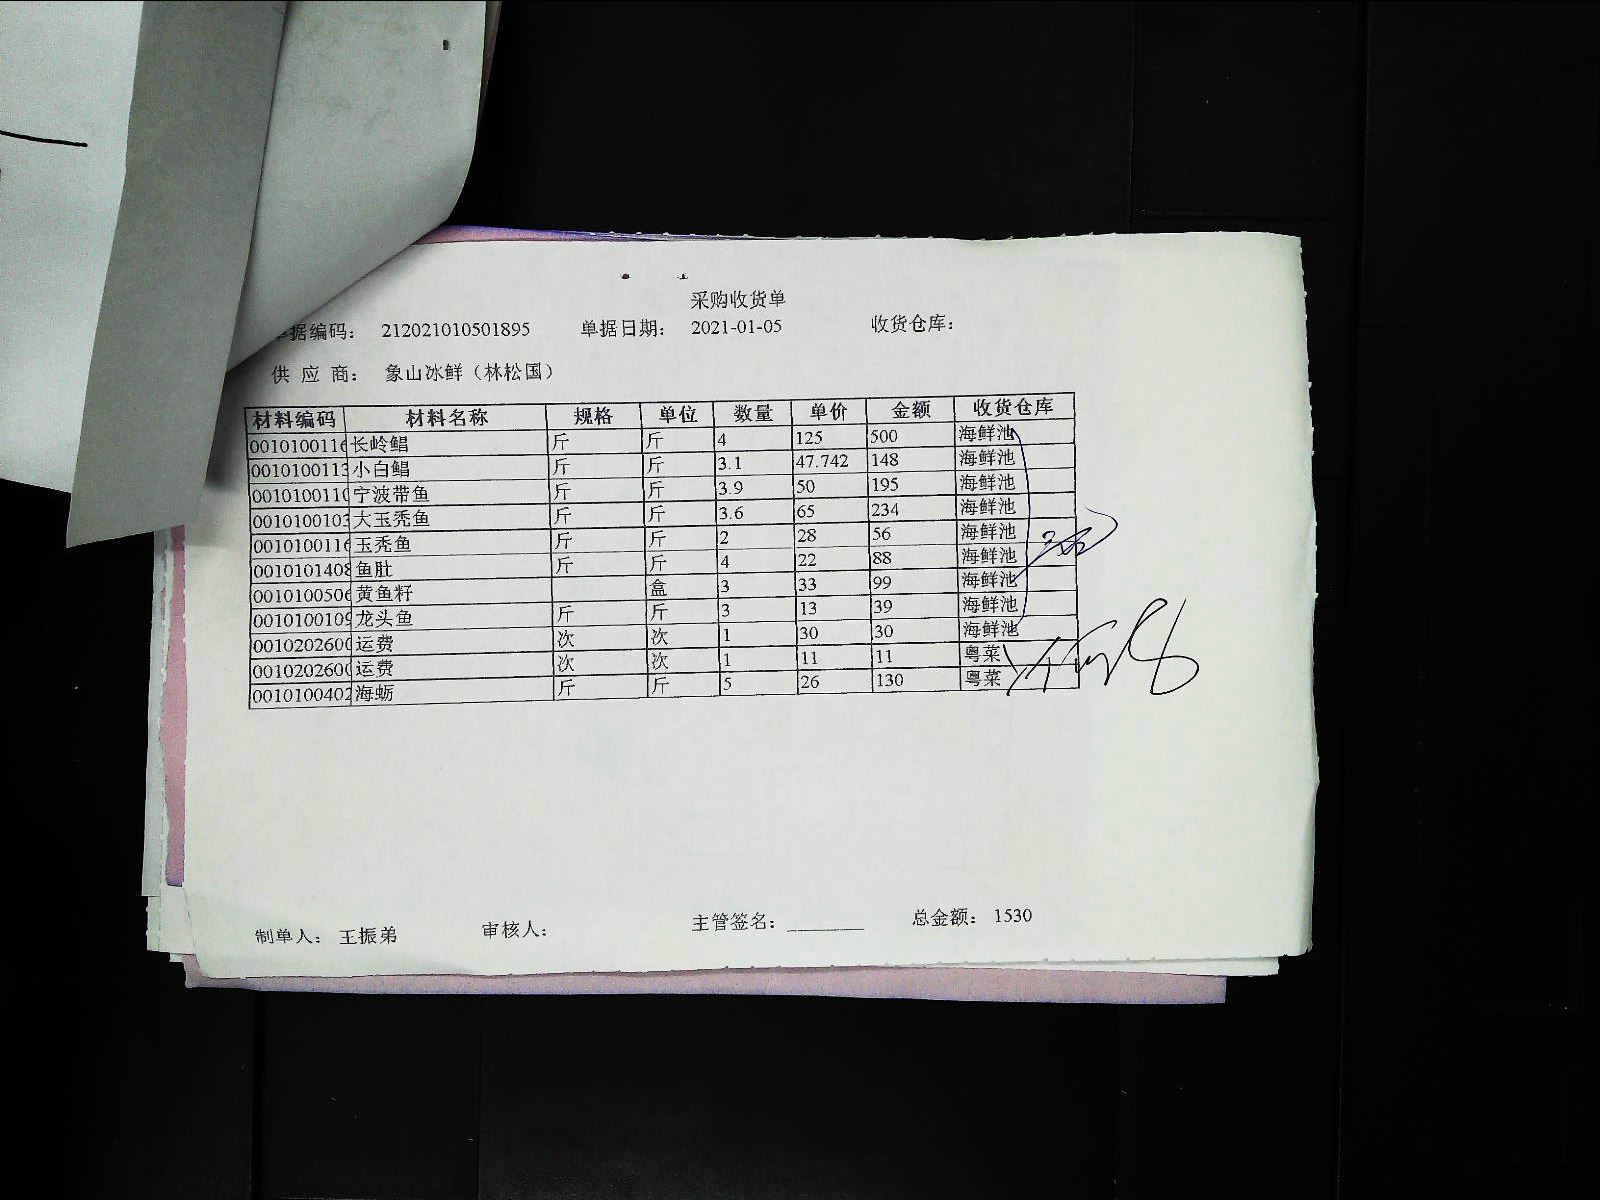 采购收货单
据编码： 212021010501895 单据日期： 2021-01-05 收货仓库：
供 应 商： 象山冰鲜（林松国）
材料编码 材料名称 规格 单位 数量 单价 金额 收货仓库
001010011 长岭鲳 斤 斤 4 125 500 海鲜池
001010011 小白鲳 斤 斤 3.1 47.742 148 海鲜池
001010011 宁波带鱼 斤 斤 3.9 50 195 海鲜池
001010010 大玉秃鱼 斤 斤 3.6 65 234 海鲜池
001010011 玉秃鱼 斤 斤 2 28 56 海鲜池
001010140 鱼肚 斤 斤 4 22 88 海鲜池
001010050 黄鱼籽 盒 3 33 99 海鲜池
001010010 龙头鱼 斤 斤 3 13 39 海鲜池
001020260 运费 次 次 1 30 30 海鲜池
001020260 运费 次 次 1 11 11 粤菜
001010040 海蛎 斤 斤 5 26 130 粤菜
制单人： 王振弟 审核人： 主管签名： 总金额： 1530